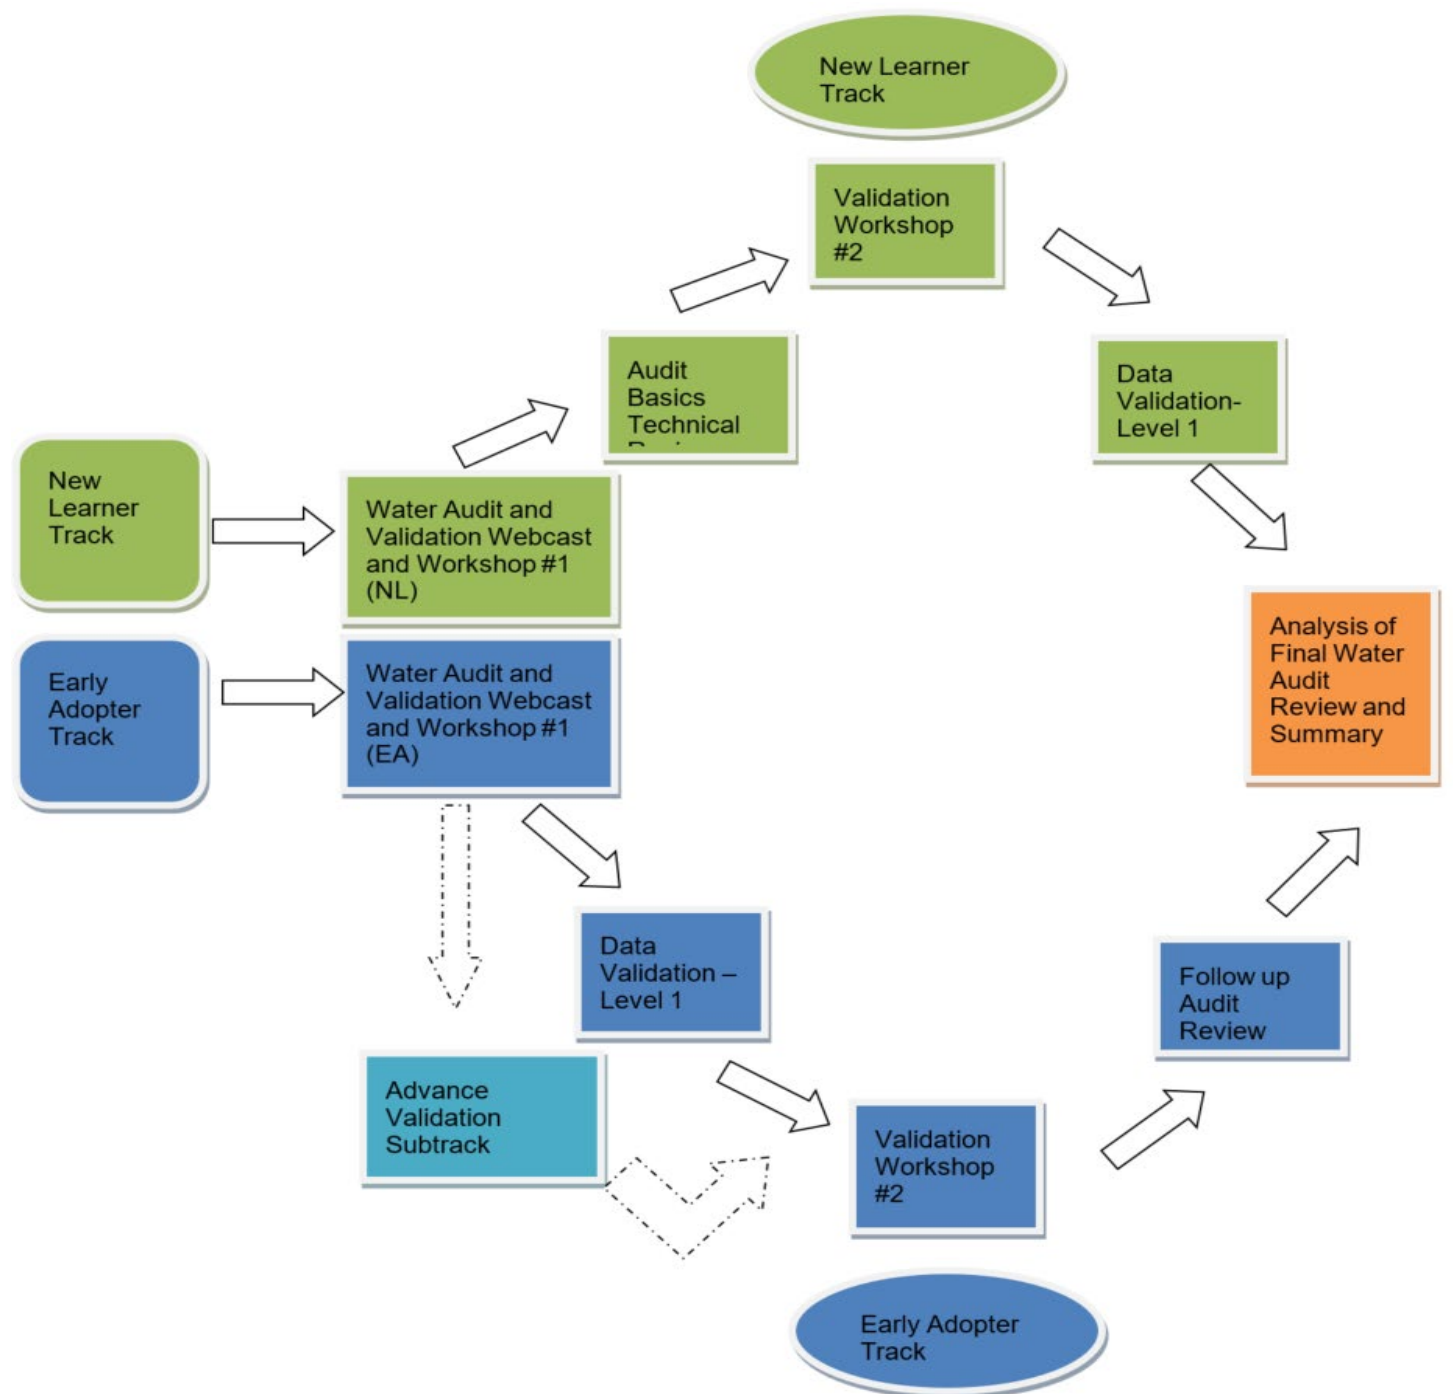 New Learner
Track
Validation
Workshop
#2
Audit
Basics
Technical
Data
Validation-
Level 1
New
Learner
Track
Water Audit and
Validation Webcast
and Workshop #1
(NL)
Analysis of
Final Water
Audit
Review and
Summary
Early
Adopter
Track
Water Audit and
Validation Webcast
and Workshop #1
(EA)
Data
Validation –
Level 1
Follow up
Audit
Review
Advance
Validation
Subtrack
Validation
Workshop
#2
Early Adopter
Track